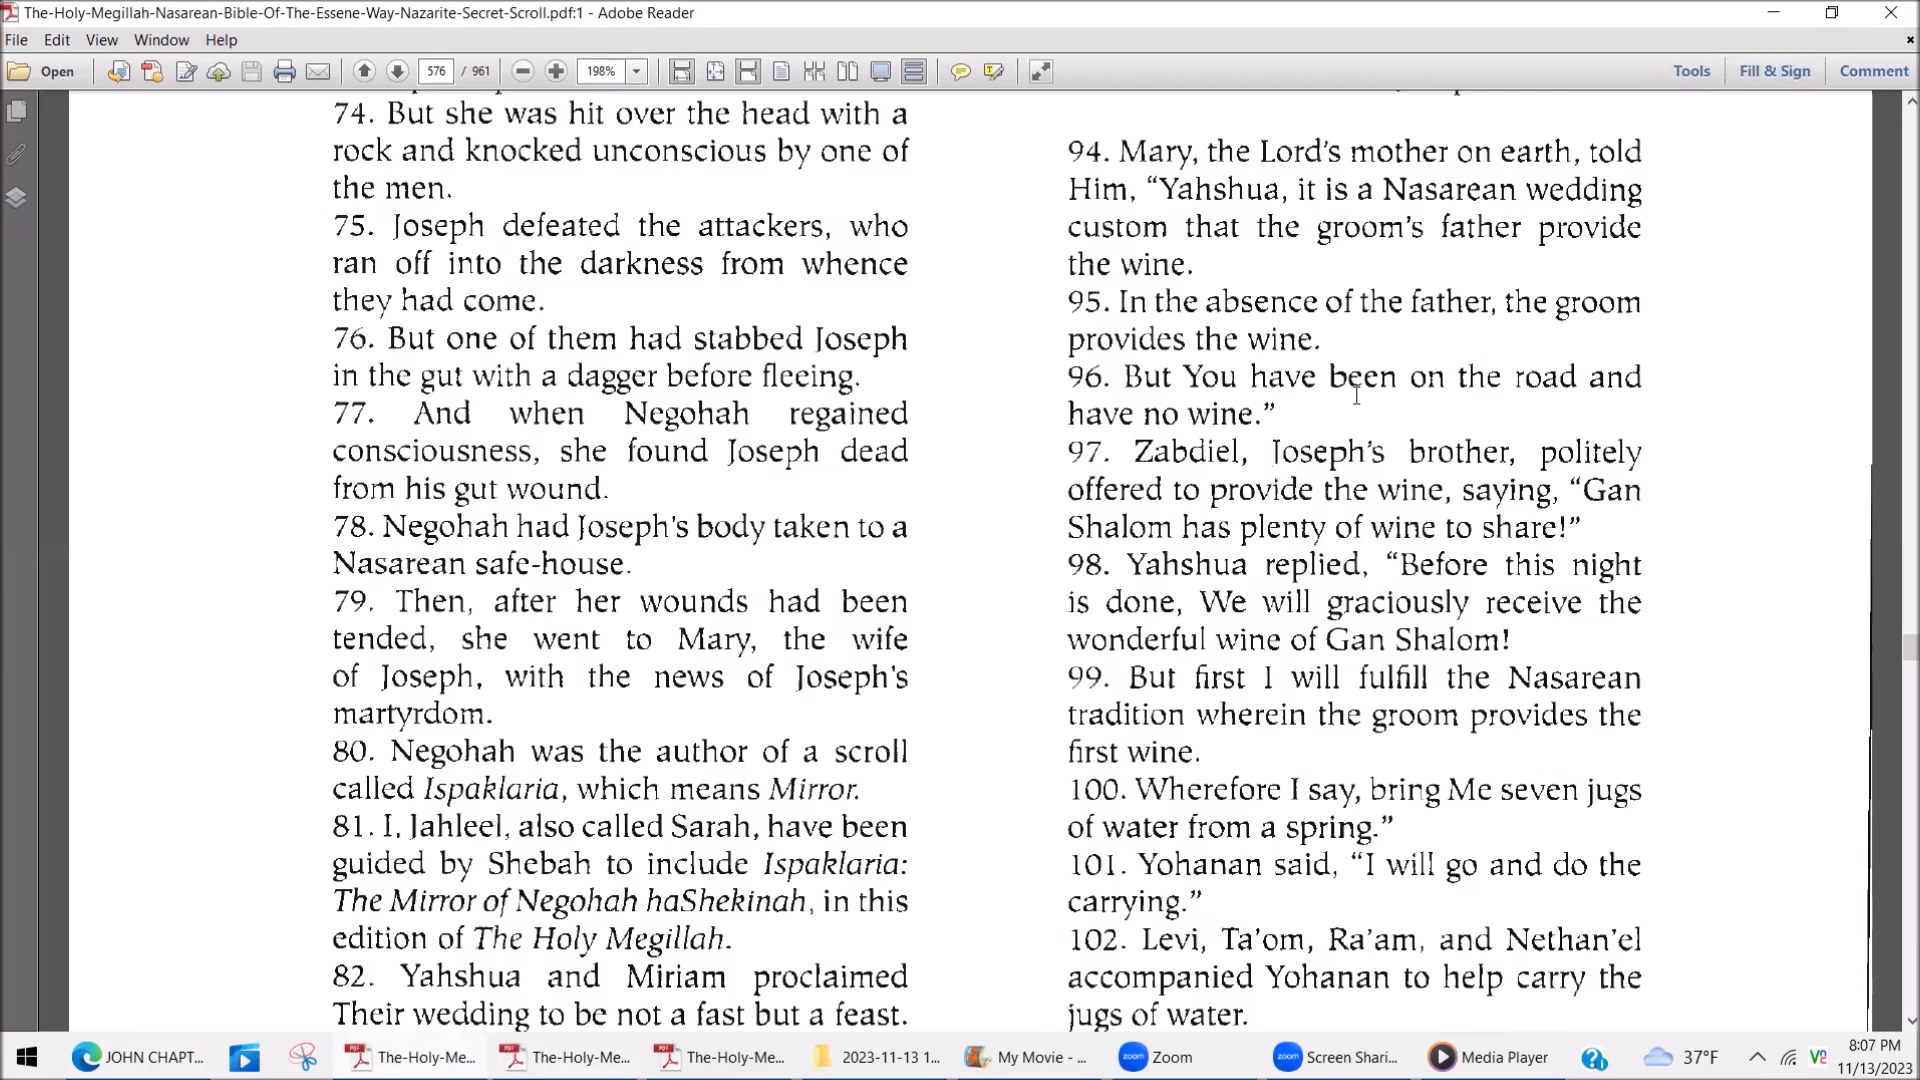 The-Holy-Megillah-Nasarean-Bible-Of-The-Essene-Way-Nazarite-Secret-Scroll.pdf:1 - Adobe Reader
File Edit View Window Help
Open 576 / 961 198% Tools Fill & Sign Comment
74. But she was hit over the head with a
rock and knocked unconscious by one of
the men.
75. Joseph defeated the attackers, who
ran off into the darkness from whence
they had come.
76. But one of them had stabbed Joseph
in the gut with a dagger before fleeing.
77. And when Negohah regained
consciousness, she found Joseph dead
from his gut wound.
78. Negohah had Joseph's body taken to a
Nasarean safe-house.
79. Then, after her wounds had been
tended, she went to Mary, the wife
of Joseph, with the news of Joseph's
martyrdom.
80. Negohah was the author of a scroll
called Ispaklaria, which means Mirror.
81. I, Jahleel, also called Sarah, have been
guided by Shebah to include Ispaklaria:
The Mirror of Negohah haShekinah, in this
edition of The Holy Megillah.
82. Yahshua and Miriam proclaimed
Their wedding to be not a fast but a feast.
94. Mary, the Lord's mother on earth, told
Him, “Yahshua, it is a Nasarean wedding
custom that the groom's father provide
the wine.
95. In the absence of the father, the groom
provides the wine.
96. But You have been on the road and
have no wine.”
97. Zabdiel, Joseph's brother, politely
offered to provide the wine, saying, “Gan
Shalom has plenty of wine to share!”
98. Yahshua replied, “Before this night
is done, We will graciously receive the
wonderful wine of Gan Shalom!
99. But first I will fulfill the Nasarean
tradition wherein the groom provides the
first wine.
100. Wherefore I say, bring Me seven jugs
of water from a spring.”
101. Yohanan said, “I will go and do the
carrying.”
102. Levi, Ta'om, Ra'am, and Nethan'el
accompanied Yohanan to help carry the
jugs of water.
JOHN CHAPT... The-Holy-Me... The-Holy-Me... The-Holy-Me... 2023-11-13 1... My Movie - ... zoom Zoom zoom Screen Shari... Media Player 37°F 8:07 PM
11/13/2023